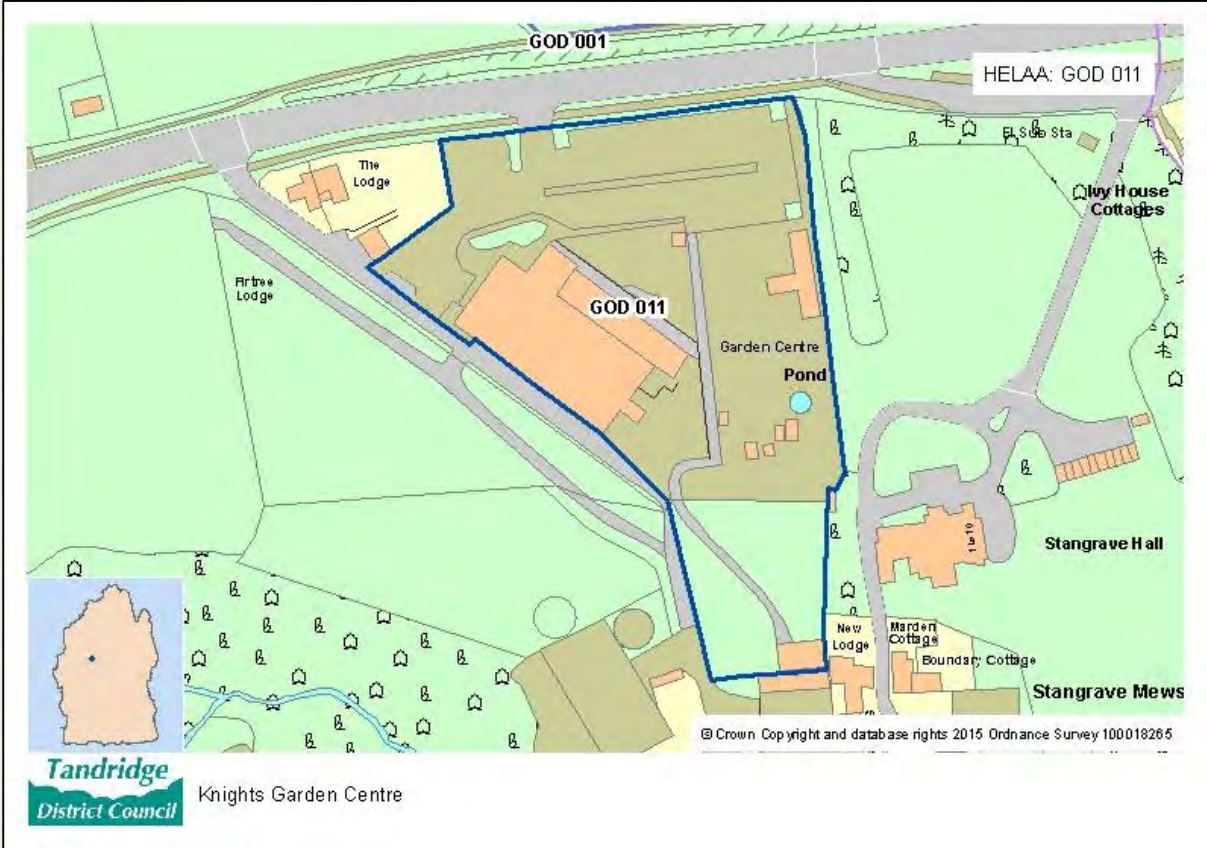 GOD 001
HELAA: GOD 011
El Sub Sta
The
Lodge
Ivy House
Cottages
Firtree
Lodge
GOD 011
Garden Centre
Pond
1 to 10
Stangrave Hall
New
Lodge
Marden
Cottage
Boundary Cottage
Stangrave Mews
© Crown Copyright and database rights 2015 Ordnance Survey 100018265
Tandridge
District Council
Knights Garden Centre